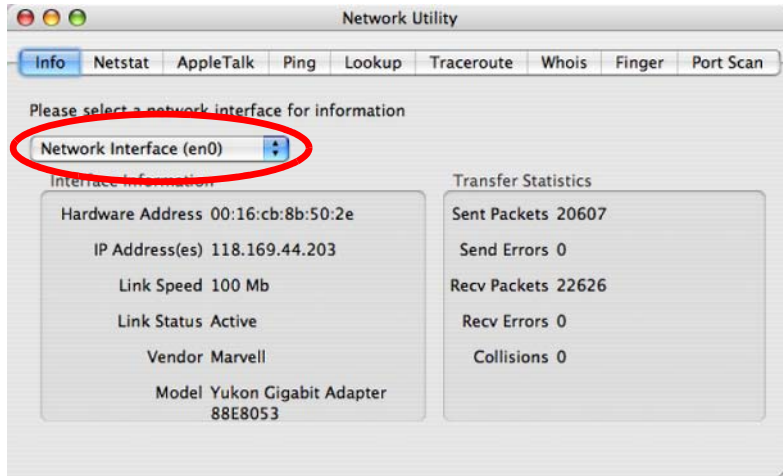 Network Utility
Info Netstat AppleTalk Ping Lookup Traceroute Whois Finger Port Scan
Please select a network interface for information
Network Interface (en0)
Interface Information
Hardware Address 00:16:cb:8b:50:2e
IP Address(es) 118.169.44.203
Link Speed 100 Mb
Link Status Active
Vendor Marvell
Model Yukon Gigabit Adapter
88E8053
Transfer Statistics
Sent Packets 20607
Send Errors 0
Recv Packets 22626
Recv Errors 0
Collisions 0